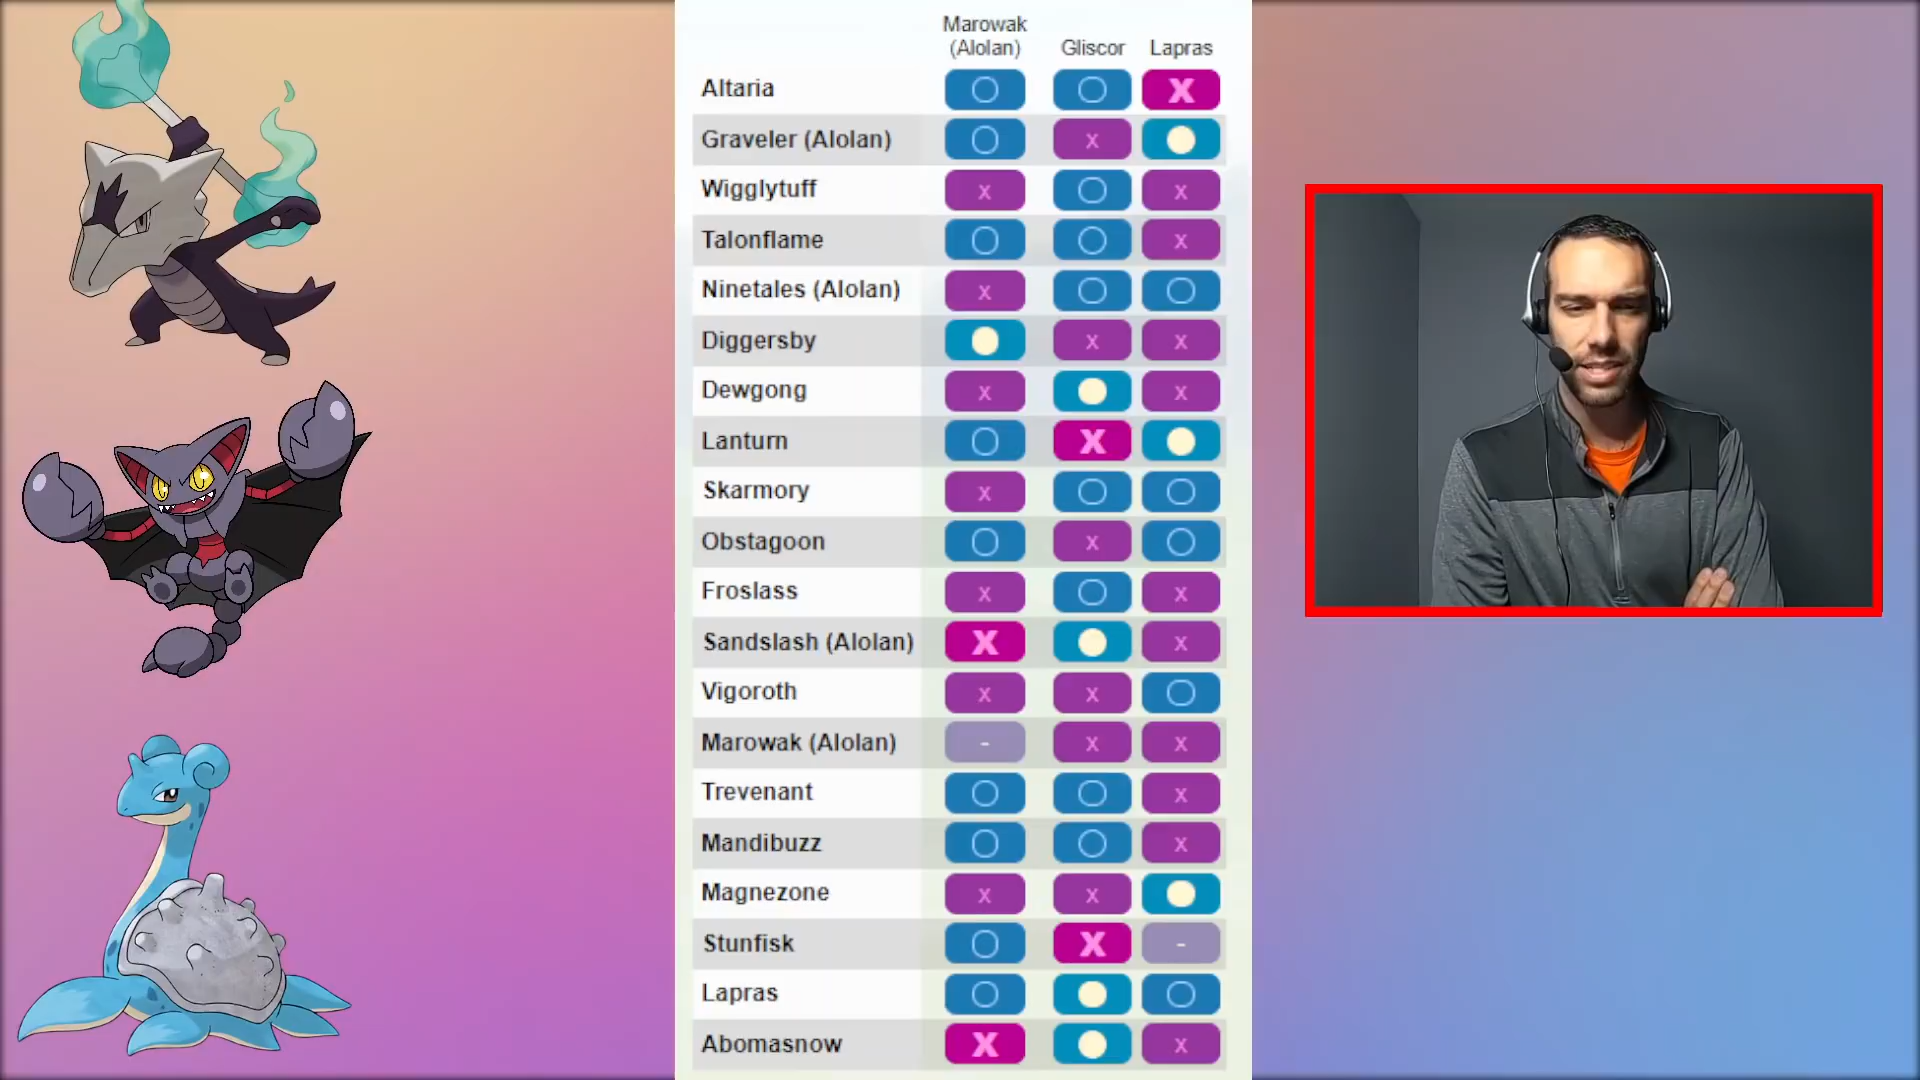 Marowak
(Alolan) Gliscor Lapras
Altaria ○ ○ X
Graveler (Alolan) ○ x ●
Wigglytuff x ○ x
Talonflame ○ ○ x
Ninetales (Alolan) x ○ ○
Diggersby ● x x
Dewgong x ● x
Lanturn ○ X ●
Skarmory x ○ ○
Obstagoon ○ x ○
Froslass x ○ x
Sandslash (Alolan) X ● x
Vigoroth x x ○
Marowak (Alolan) - x x
Trevenant ○ ○ x
Mandibuzz ○ ○ x
Magnezone x x ●
Stunfisk ○ X -
Lapras ○ ● ○
Abomasnow X ● x